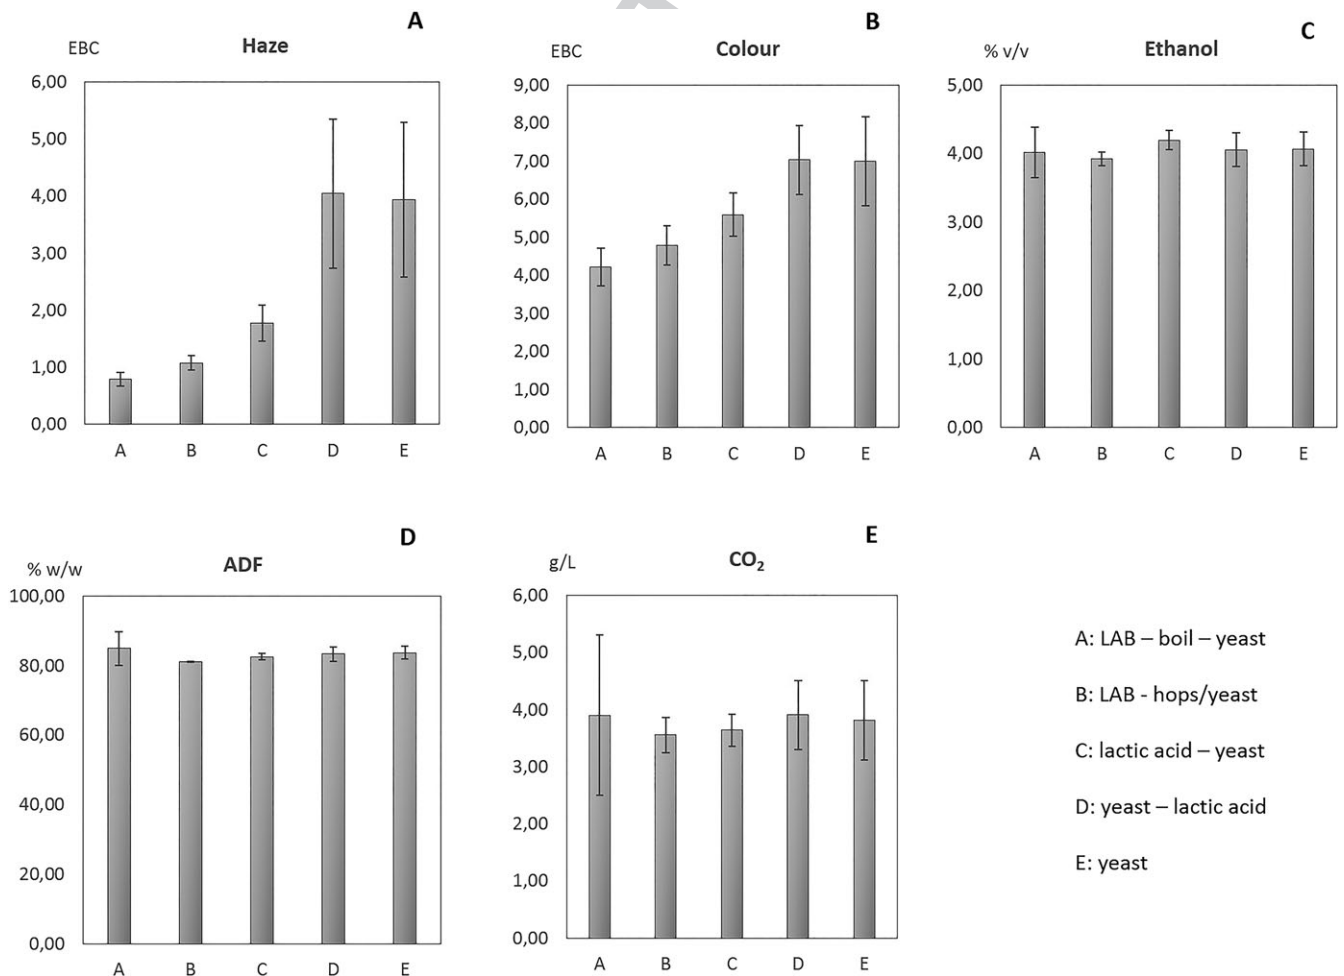 A
EBC Haze
6,00
5,00
4,00
3,00
2,00
1,00
0,00
A B C D E
B
EBC Colour
9,00
8,00
7,00
6,00
5,00
4,00
3,00
2,00
1,00
0,00
A B C D E
C
% v/v Ethanol
5,00
4,00
3,00
2,00
1,00
0,00
A B C D E
D
% w/w ADF
100,00
80,00
60,00
40,00
20,00
0,00
A B C D E
E
g/L CO₂
6,00
5,00
4,00
3,00
2,00
1,00
0,00
A B C D E
A: LAB – boil – yeast
B: LAB - hops/yeast
C: lactic acid – yeast
D: yeast – lactic acid
E: yeast